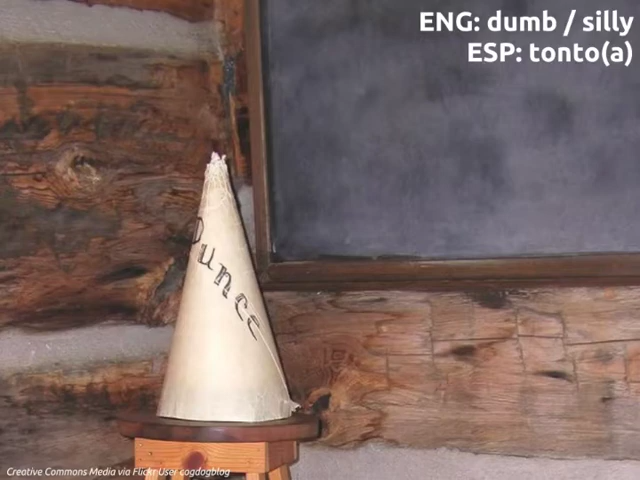 ENG: dumb / silly
ESP: tonto(a)
Dunce
Creative Commons Media via Flickr User cogdogblog